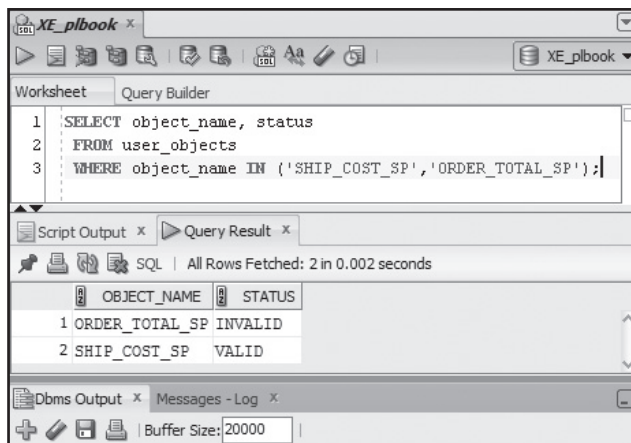 XE_plbook
SQL Aa XE_plbook
Worksheet Query Builder
1 SELECT object_name, status
2 FROM user_objects
3 WHERE object_name IN ('SHIP_COST_SP','ORDER_TOTAL_SP');
Script Output x Query Result x
SQL | All Rows Fetched: 2 in 0.002 seconds
OBJECT_NAME STATUS
1 ORDER_TOTAL_SP INVALID
2 SHIP_COST_SP VALID
Dbms Output x Messages - Log x
Buffer Size: 20000